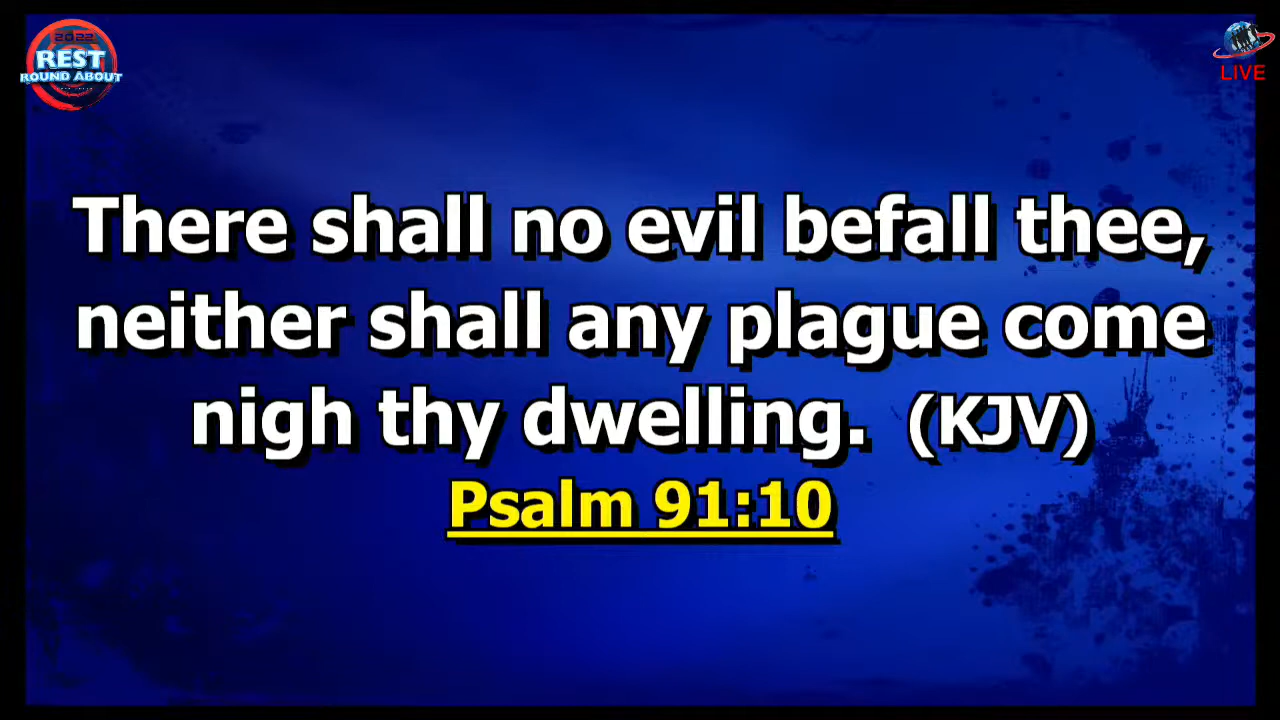 2022
REST
ROUND ABOUT
LIVE
There shall no evil befall thee,
neither shall any plague come
nigh thy dwelling. (KJV)
Psalm 91:10